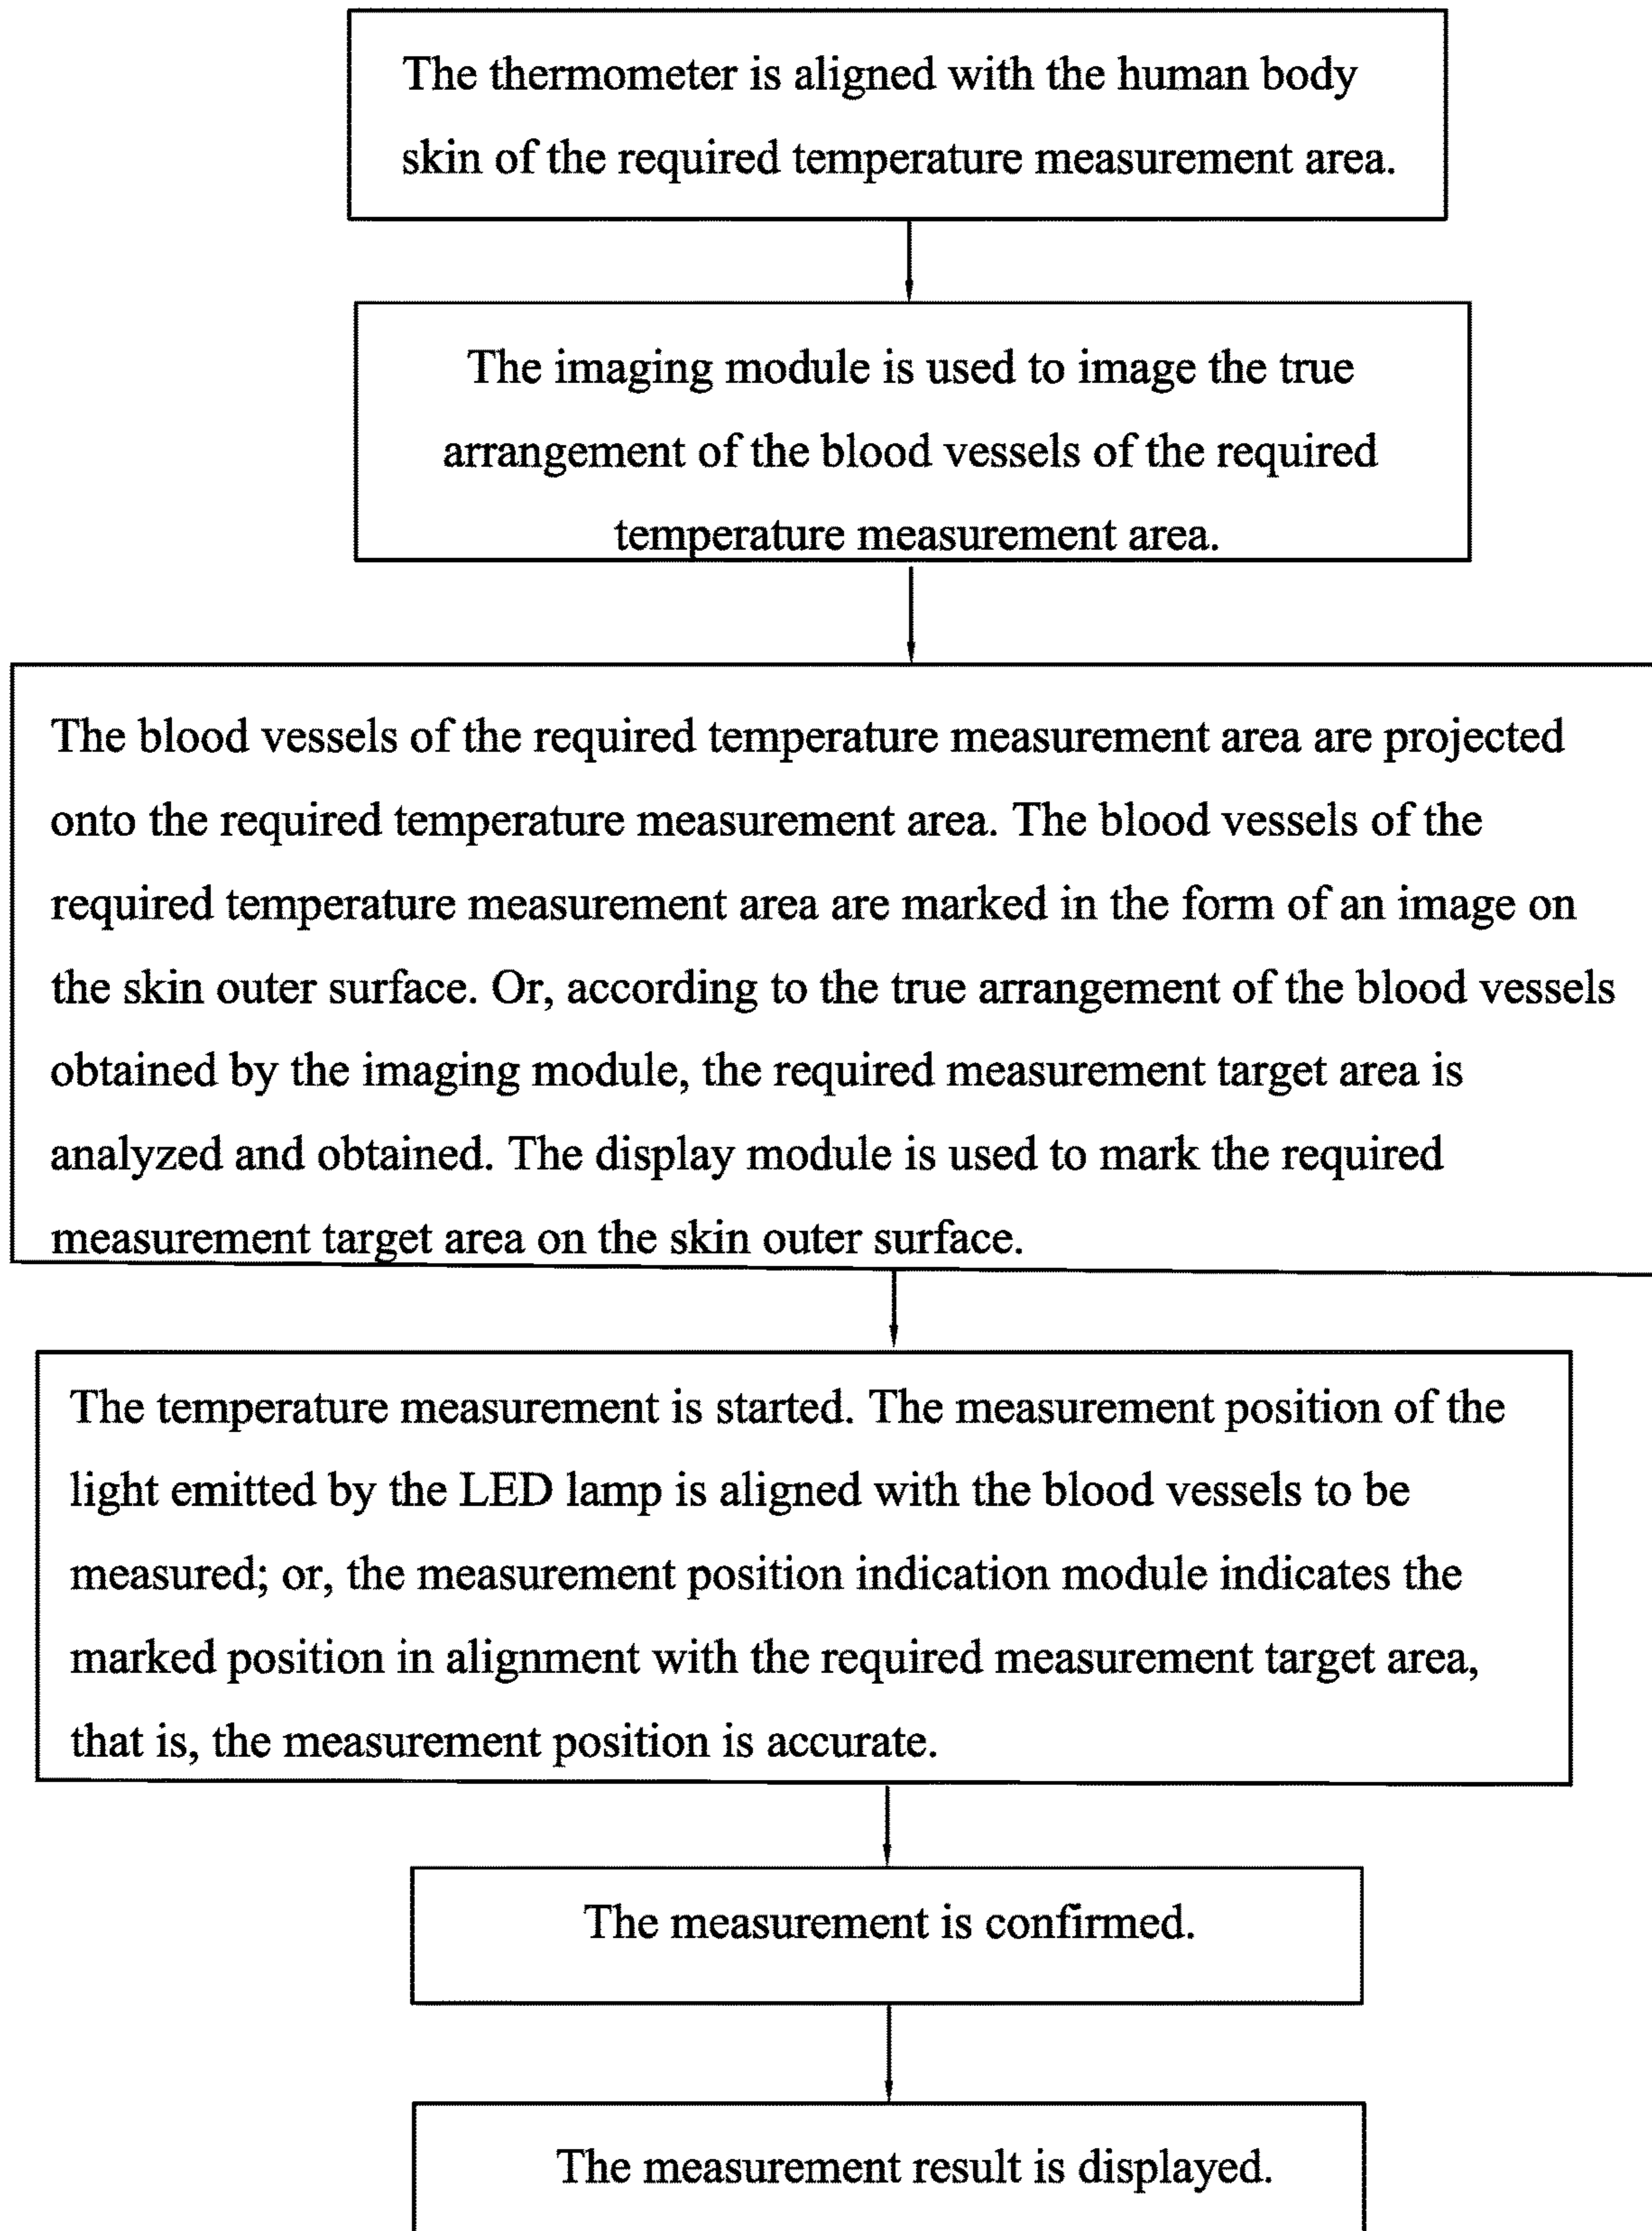 The thermometer is aligned with the human body
skin of the required temperature measurement area.
The imaging module is used to image the true
arrangement of the blood vessels of the required
temperature measurement area.
The blood vessels of the required temperature measurement area are projected
onto the required temperature measurement area. The blood vessels of the
required temperature measurement area are marked in the form of an image on
the skin outer surface. Or, according to the true arrangement of the blood vessels
obtained by the imaging module, the required measurement target area is
analyzed and obtained. The display module is used to mark the required
measurement target area on the skin outer surface.
The temperature measurement is started. The measurement position of the
light emitted by the LED lamp is aligned with the blood vessels to be
measured; or, the measurement position indication module indicates the
marked position in alignment with the required measurement target area,
that is, the measurement position is accurate.
The measurement is confirmed.
The measurement result is displayed.